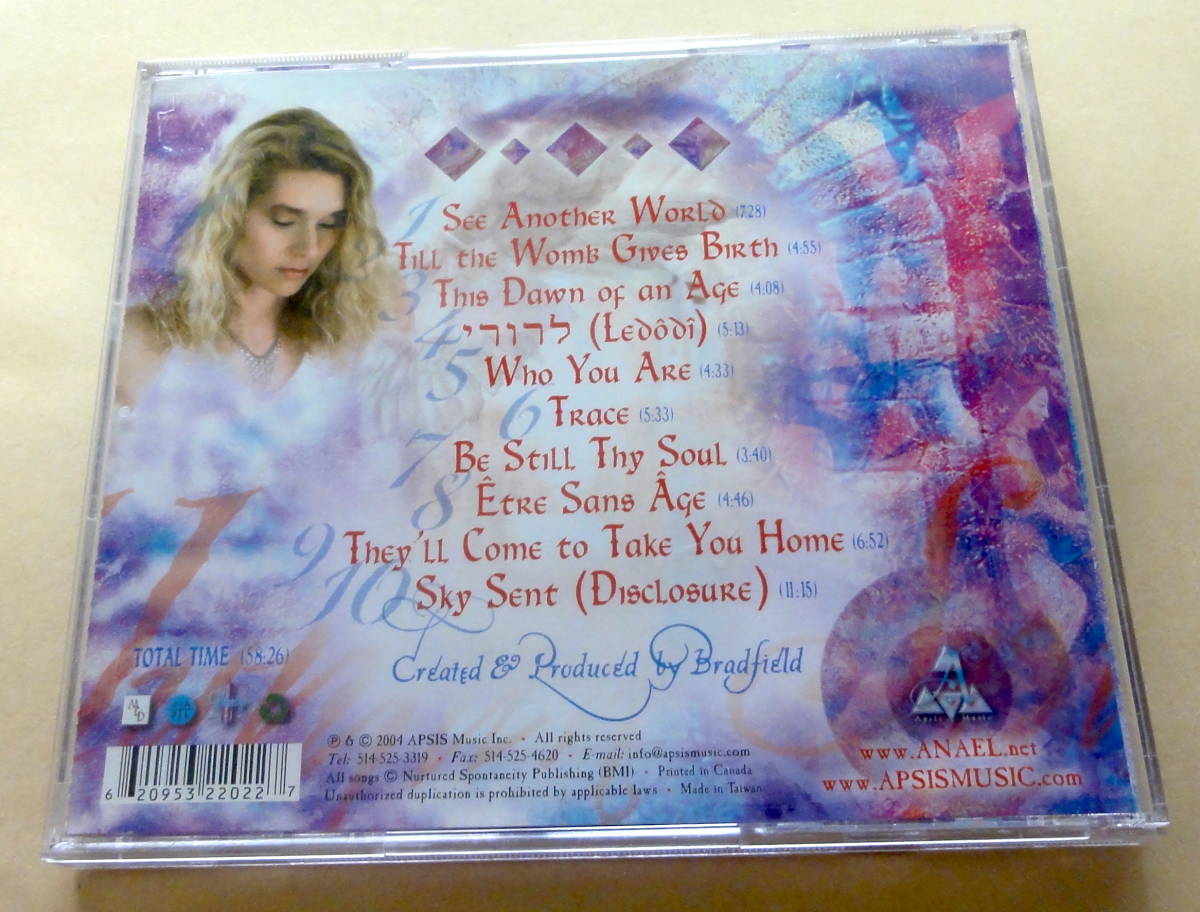 1 See Another World (7:28)
Till the Womb Gives Birth (4:55)
3 This Dawn of an Age (4:08)
4 לדודי (Ledôdî) (5:13)
5 Who You Are (4:33)
6 Trace (5:33)
7 Be Still Thy Soul (3:40)
8 Être Sans Âge (4:46)
9 They'll Come to Take You Home (6:52)
10 Sky Sent (Disclosure) (11:15)
TOTAL TIME (58:26)
Created & Produced by Bradfield
Apsis Music
℗ & © 2004 APSIS Music Inc. • All rights reserved
Tel: 514-525-3319 • Fax: 514-525-4620 • E-mail: info@apsismusic.com
All songs © Nurtured Spontaneity Publishing (BMI) • Printed in Canada
Unauthorized duplication is prohibited by applicable laws • Made in Taiwan
6 20953 22022 7
www.ANAEL.net
www.APSISMUSIC.com